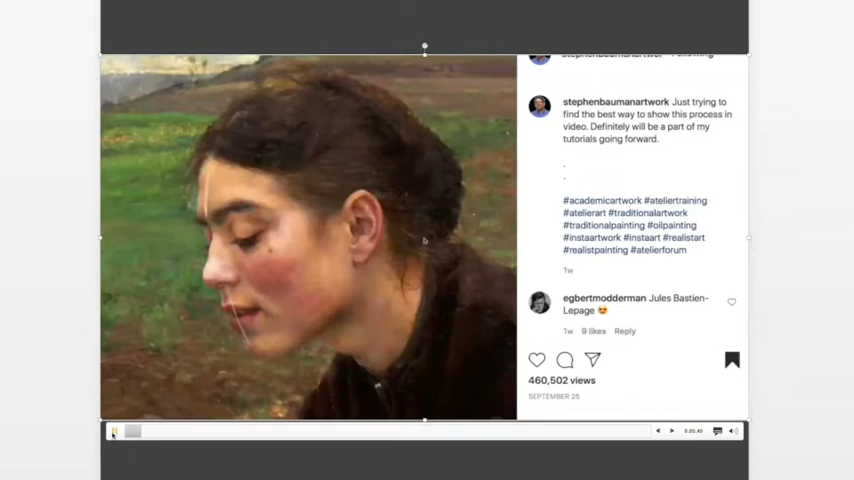 stephenbaumanartwork Just trying to
find the best way to show this process in
video. Definitely will be a part of my
tutorials going forward.
.
.
#academicartwork #ateliertraining
#atelierart #traditionalartwork
#traditionalpainting #oilpainting
#instaartwork #instaart #realistart
#realistpainting #atelierforum
1w
egbertmodderman Jules Bastien-
Lepage 😍
1w 9 likes Reply
460,502 views
SEPTEMBER 25